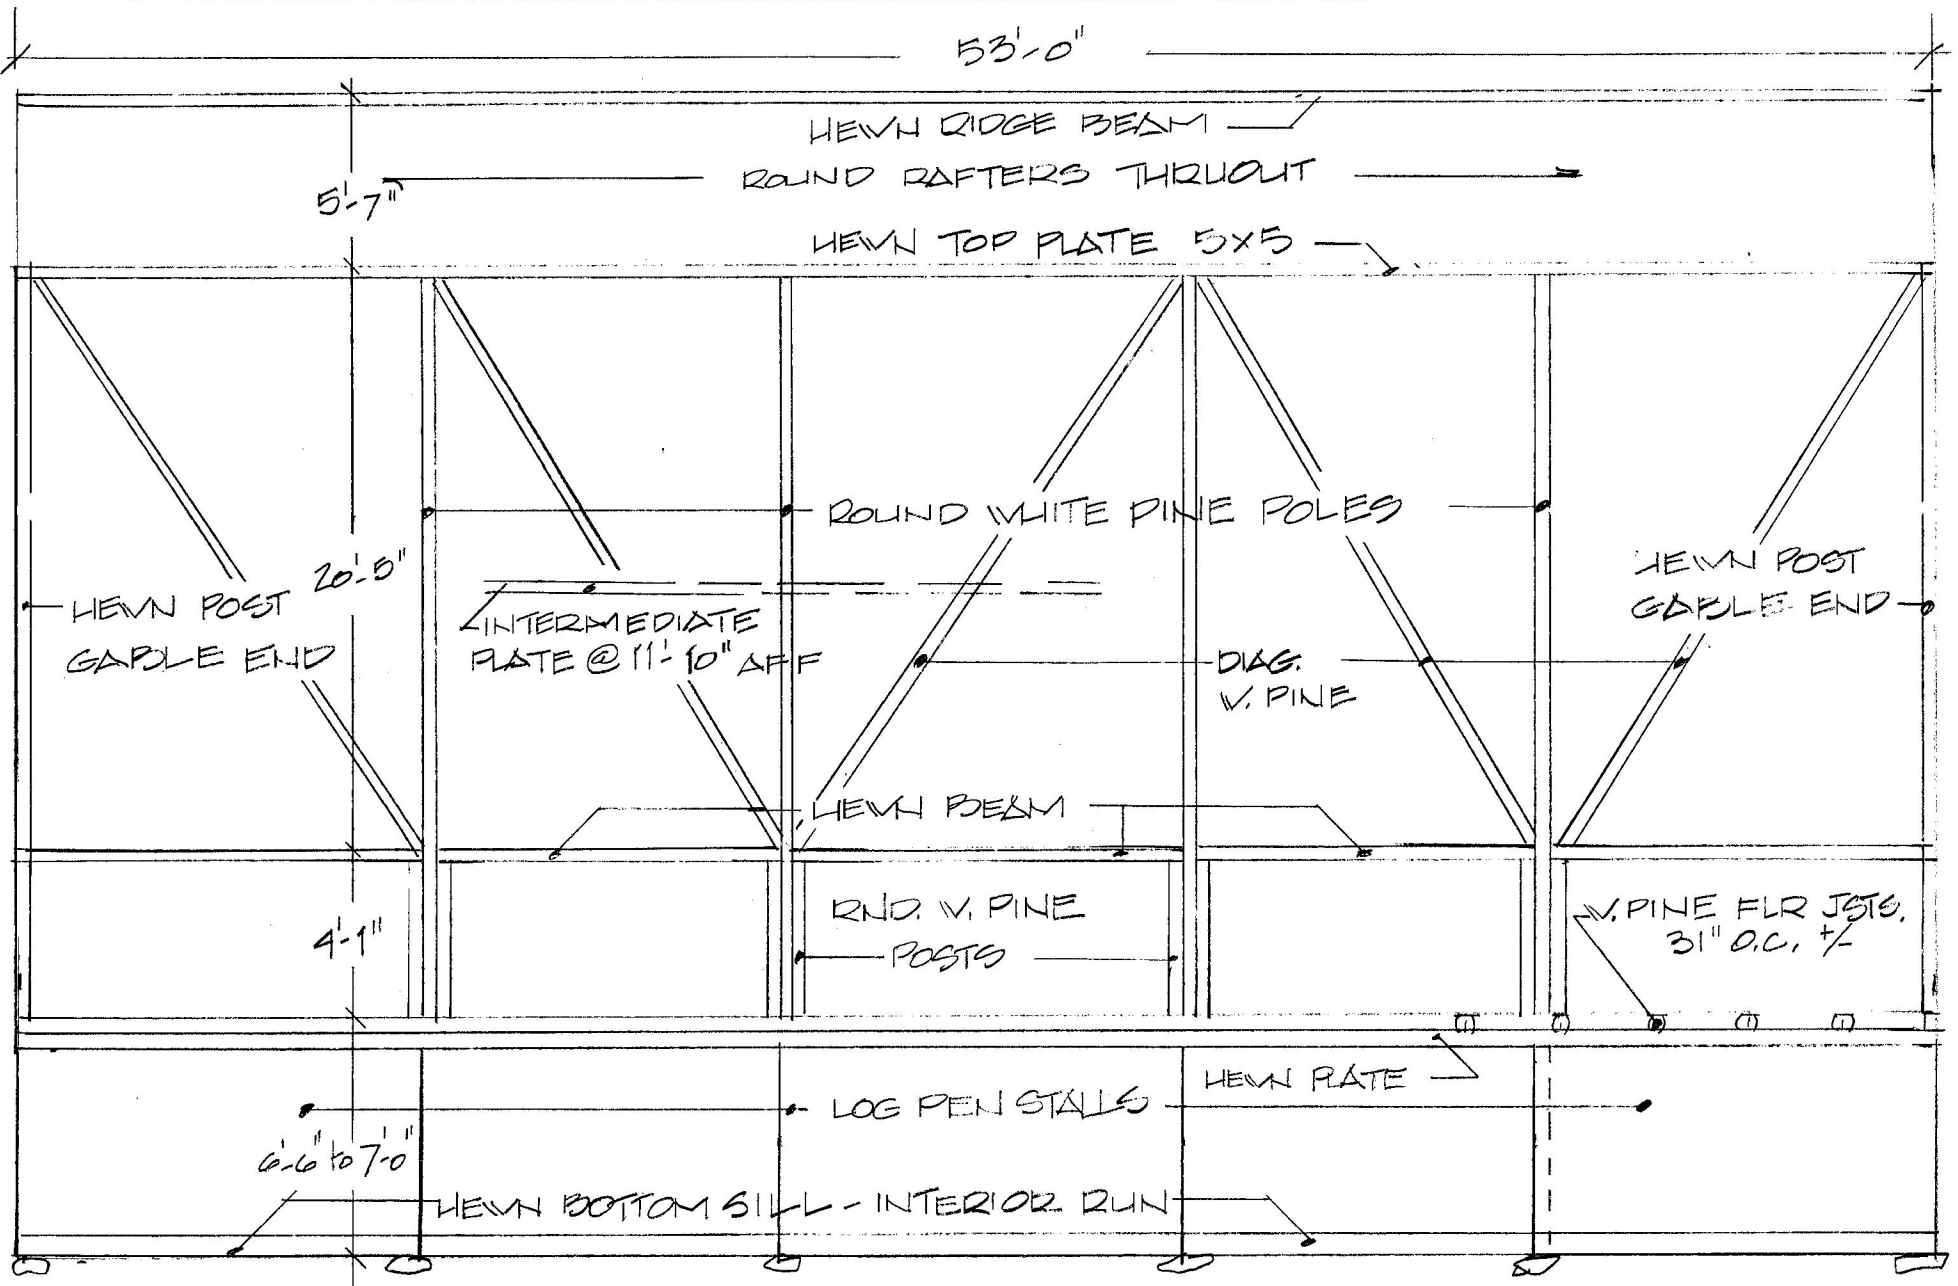 53'-0"
HEWN RIDGE BEAM
ROUND RAFTERS THRUOUT
5'-7"
HEWN TOP PLATE 5X5
ROUND WHITE PINE POLES
20'-5"
HEWN POST
GABLE END
INTERMEDIATE
PLATE @ 11'-10" AFF
HEWN POST
GABLE END
DIAG.
W. PINE
HEWN BEAM
4'-1"
RND. W. PINE
POSTS
W. PINE FLR JSTS.
31" O.C. +/-
HEWN PLATE
LOG PEN STALLS
6'-6" to 7'-0"
HEWN BOTTOM SILL - INTERIOR RUN